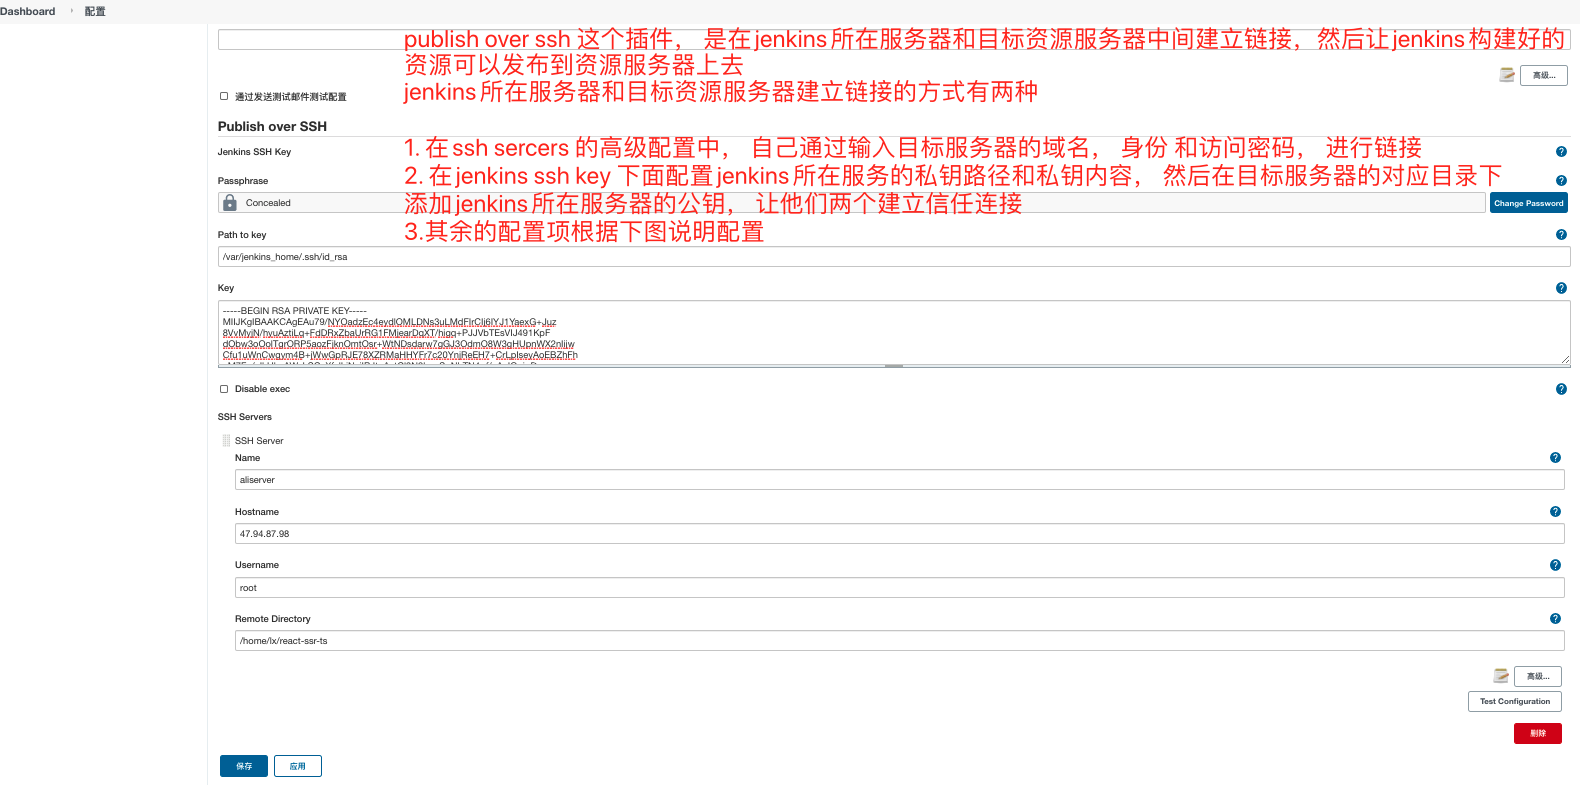 Dashboard › 配置
publish over ssh 这个插件， 是在jenkins所在服务器和目标资源服务器中间建立链接， 然后让jenkins构建好的
资源可以发布到资源服务器上去
高级...
jenkins所在服务器和目标资源服务器建立链接的方式有两种
通过发送测试邮件测试配置
Publish over SSH
1. 在ssh sercers 的高级配置中， 自己通过输入目标服务器的域名， 身份 和访问密码， 进行链接
Jenkins SSH Key
2. 在jenkins ssh key 下面配置jenkins所在服务的私钥路径和私钥内容， 然后在目标服务器的对应目录下
Passphrase
添加jenkins所在服务器的公钥， 让他们两个建立信任连接
Concealed
Change Password
3.其余的配置项根据下图说明配置
Path to key
/var/jenkins_home/.ssh/id_rsa
Key
-----BEGIN RSA PRIVATE KEY-----
Disable exec
SSH Servers
SSH Server
Name
aliserver
Hostname
47.94.87.98
Username
root
Remote Directory
/home/lx/react-ssr-ts
高级...
Test Configuration
删除
保存
应用